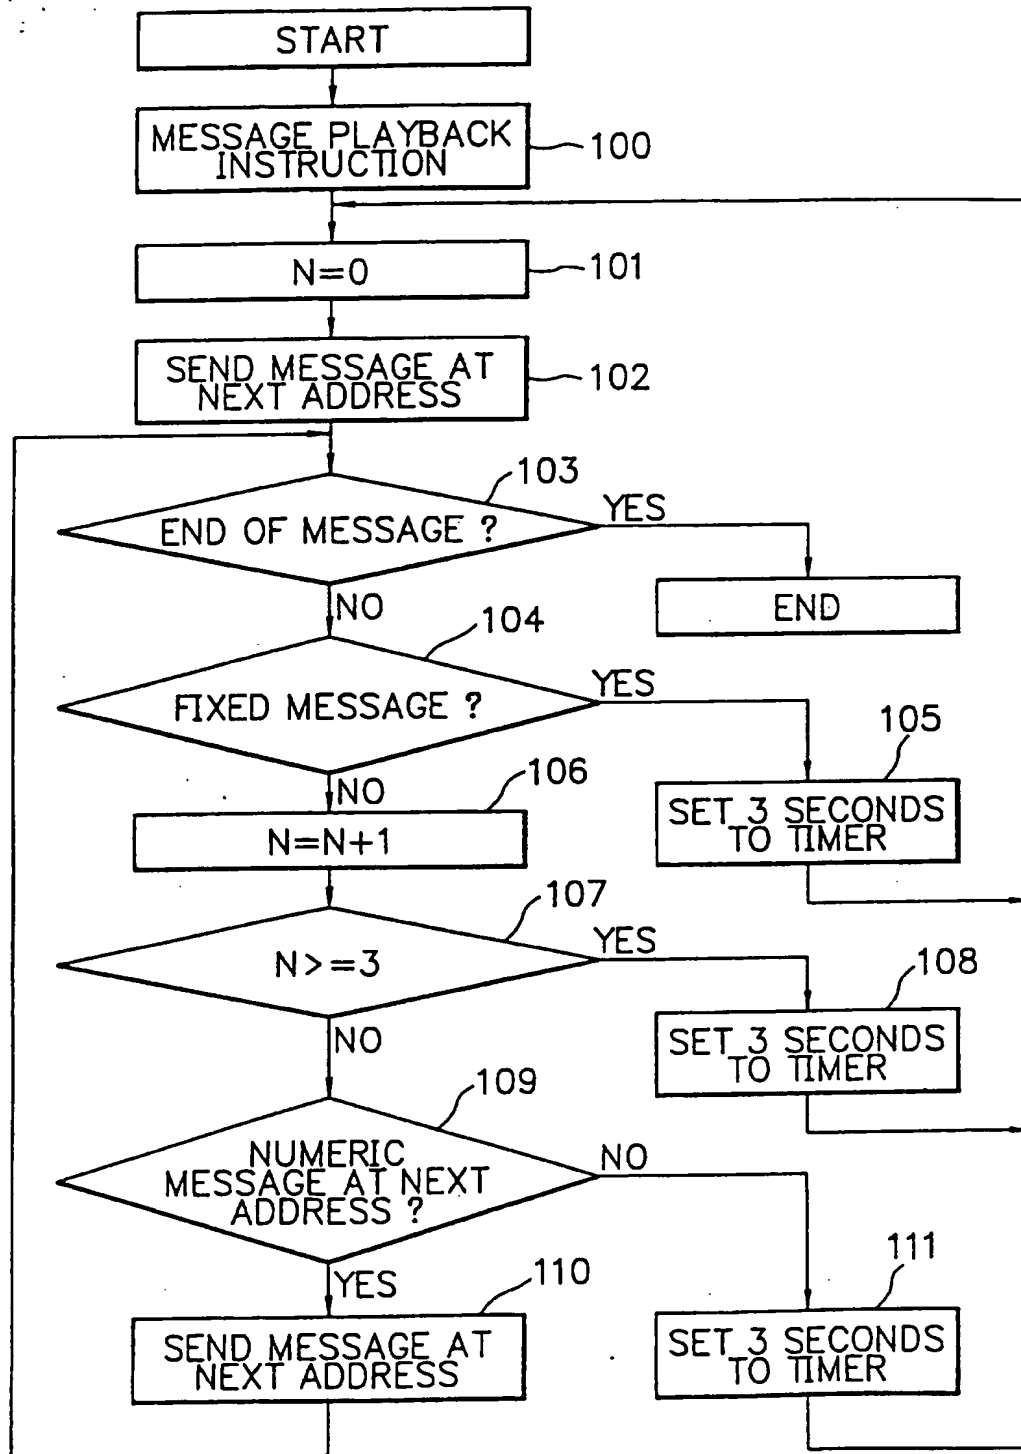 START
MESSAGE PLAYBACK
INSTRUCTION
100
N=0
101
SEND MESSAGE AT
NEXT ADDRESS
102
103
END OF MESSAGE ?
YES
END
NO
104
FIXED MESSAGE ?
YES
105
SET 3 SECONDS
TO TIMER
NO
106
N=N+1
107
N>=3
YES
108
SET 3 SECONDS
TO TIMER
NO
109
NUMERIC
MESSAGE AT NEXT
ADDRESS ?
NO
111
SET 3 SECONDS
TO TIMER
YES
110
SEND MESSAGE AT
NEXT ADDRESS